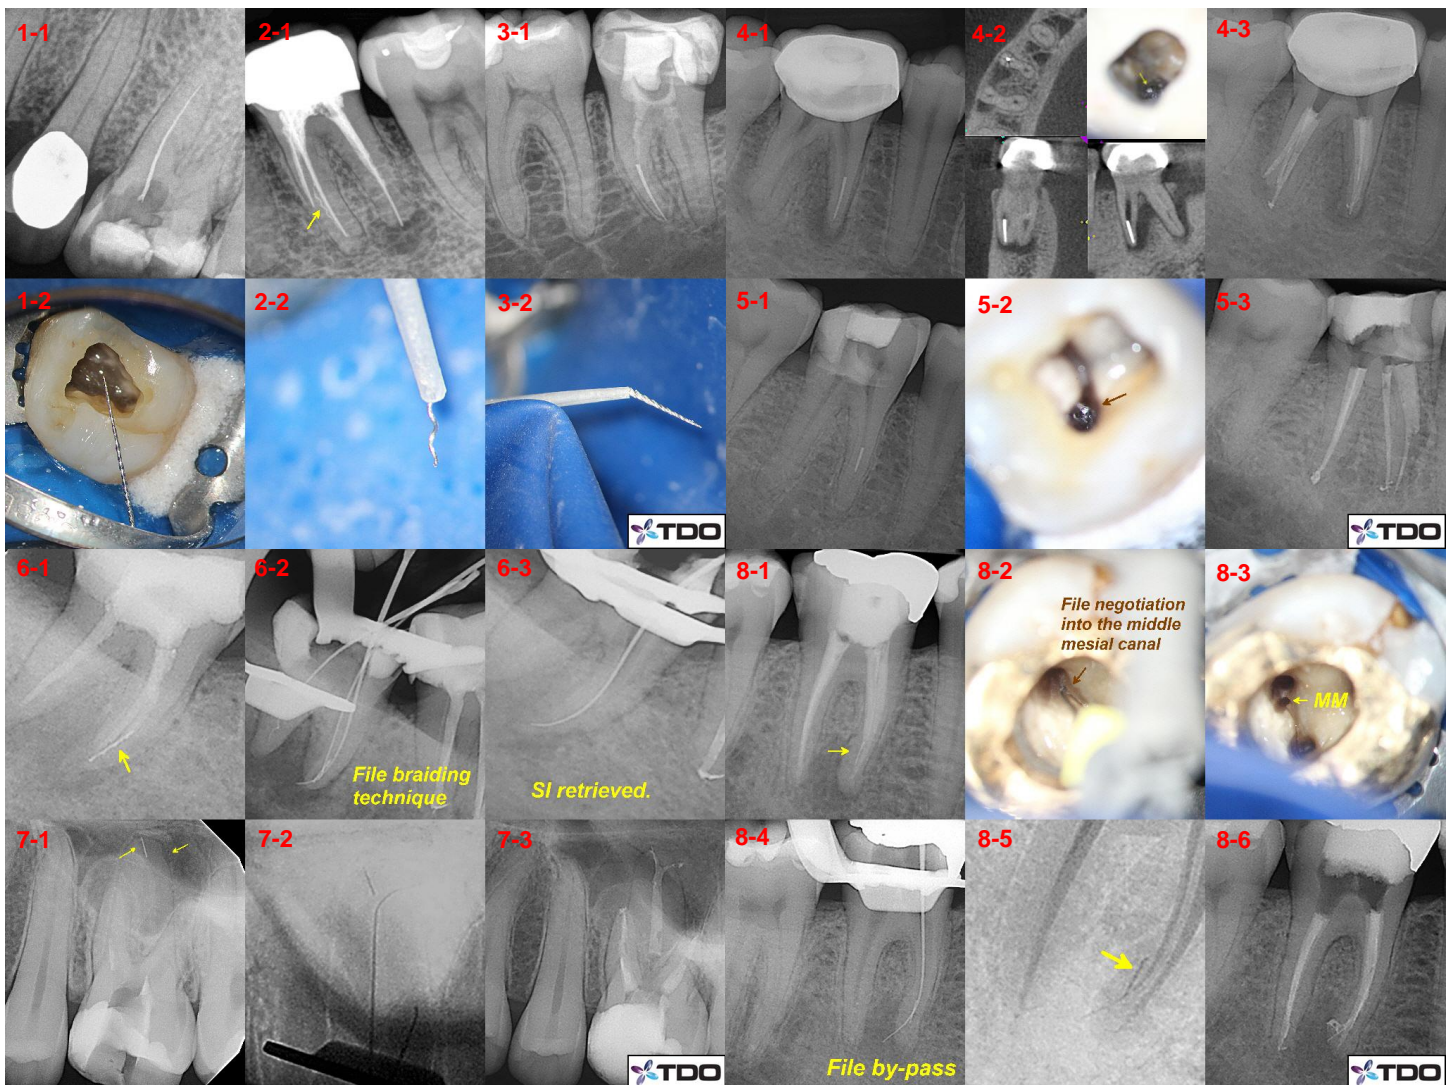 1-1
2-1
3-1
4-1
4-2
4-3
1-2
2-2
3-2
TDO
5-1
5-2
5-3
TDO
6-1
6-2
File braiding
technique
6-3
SI retrieved.
8-1
8-2
File negotiation
into the middle
mesial canal
8-3
MM
7-1
7-2
7-3
TDO
8-4
File by-pass
8-5
8-6
TDO